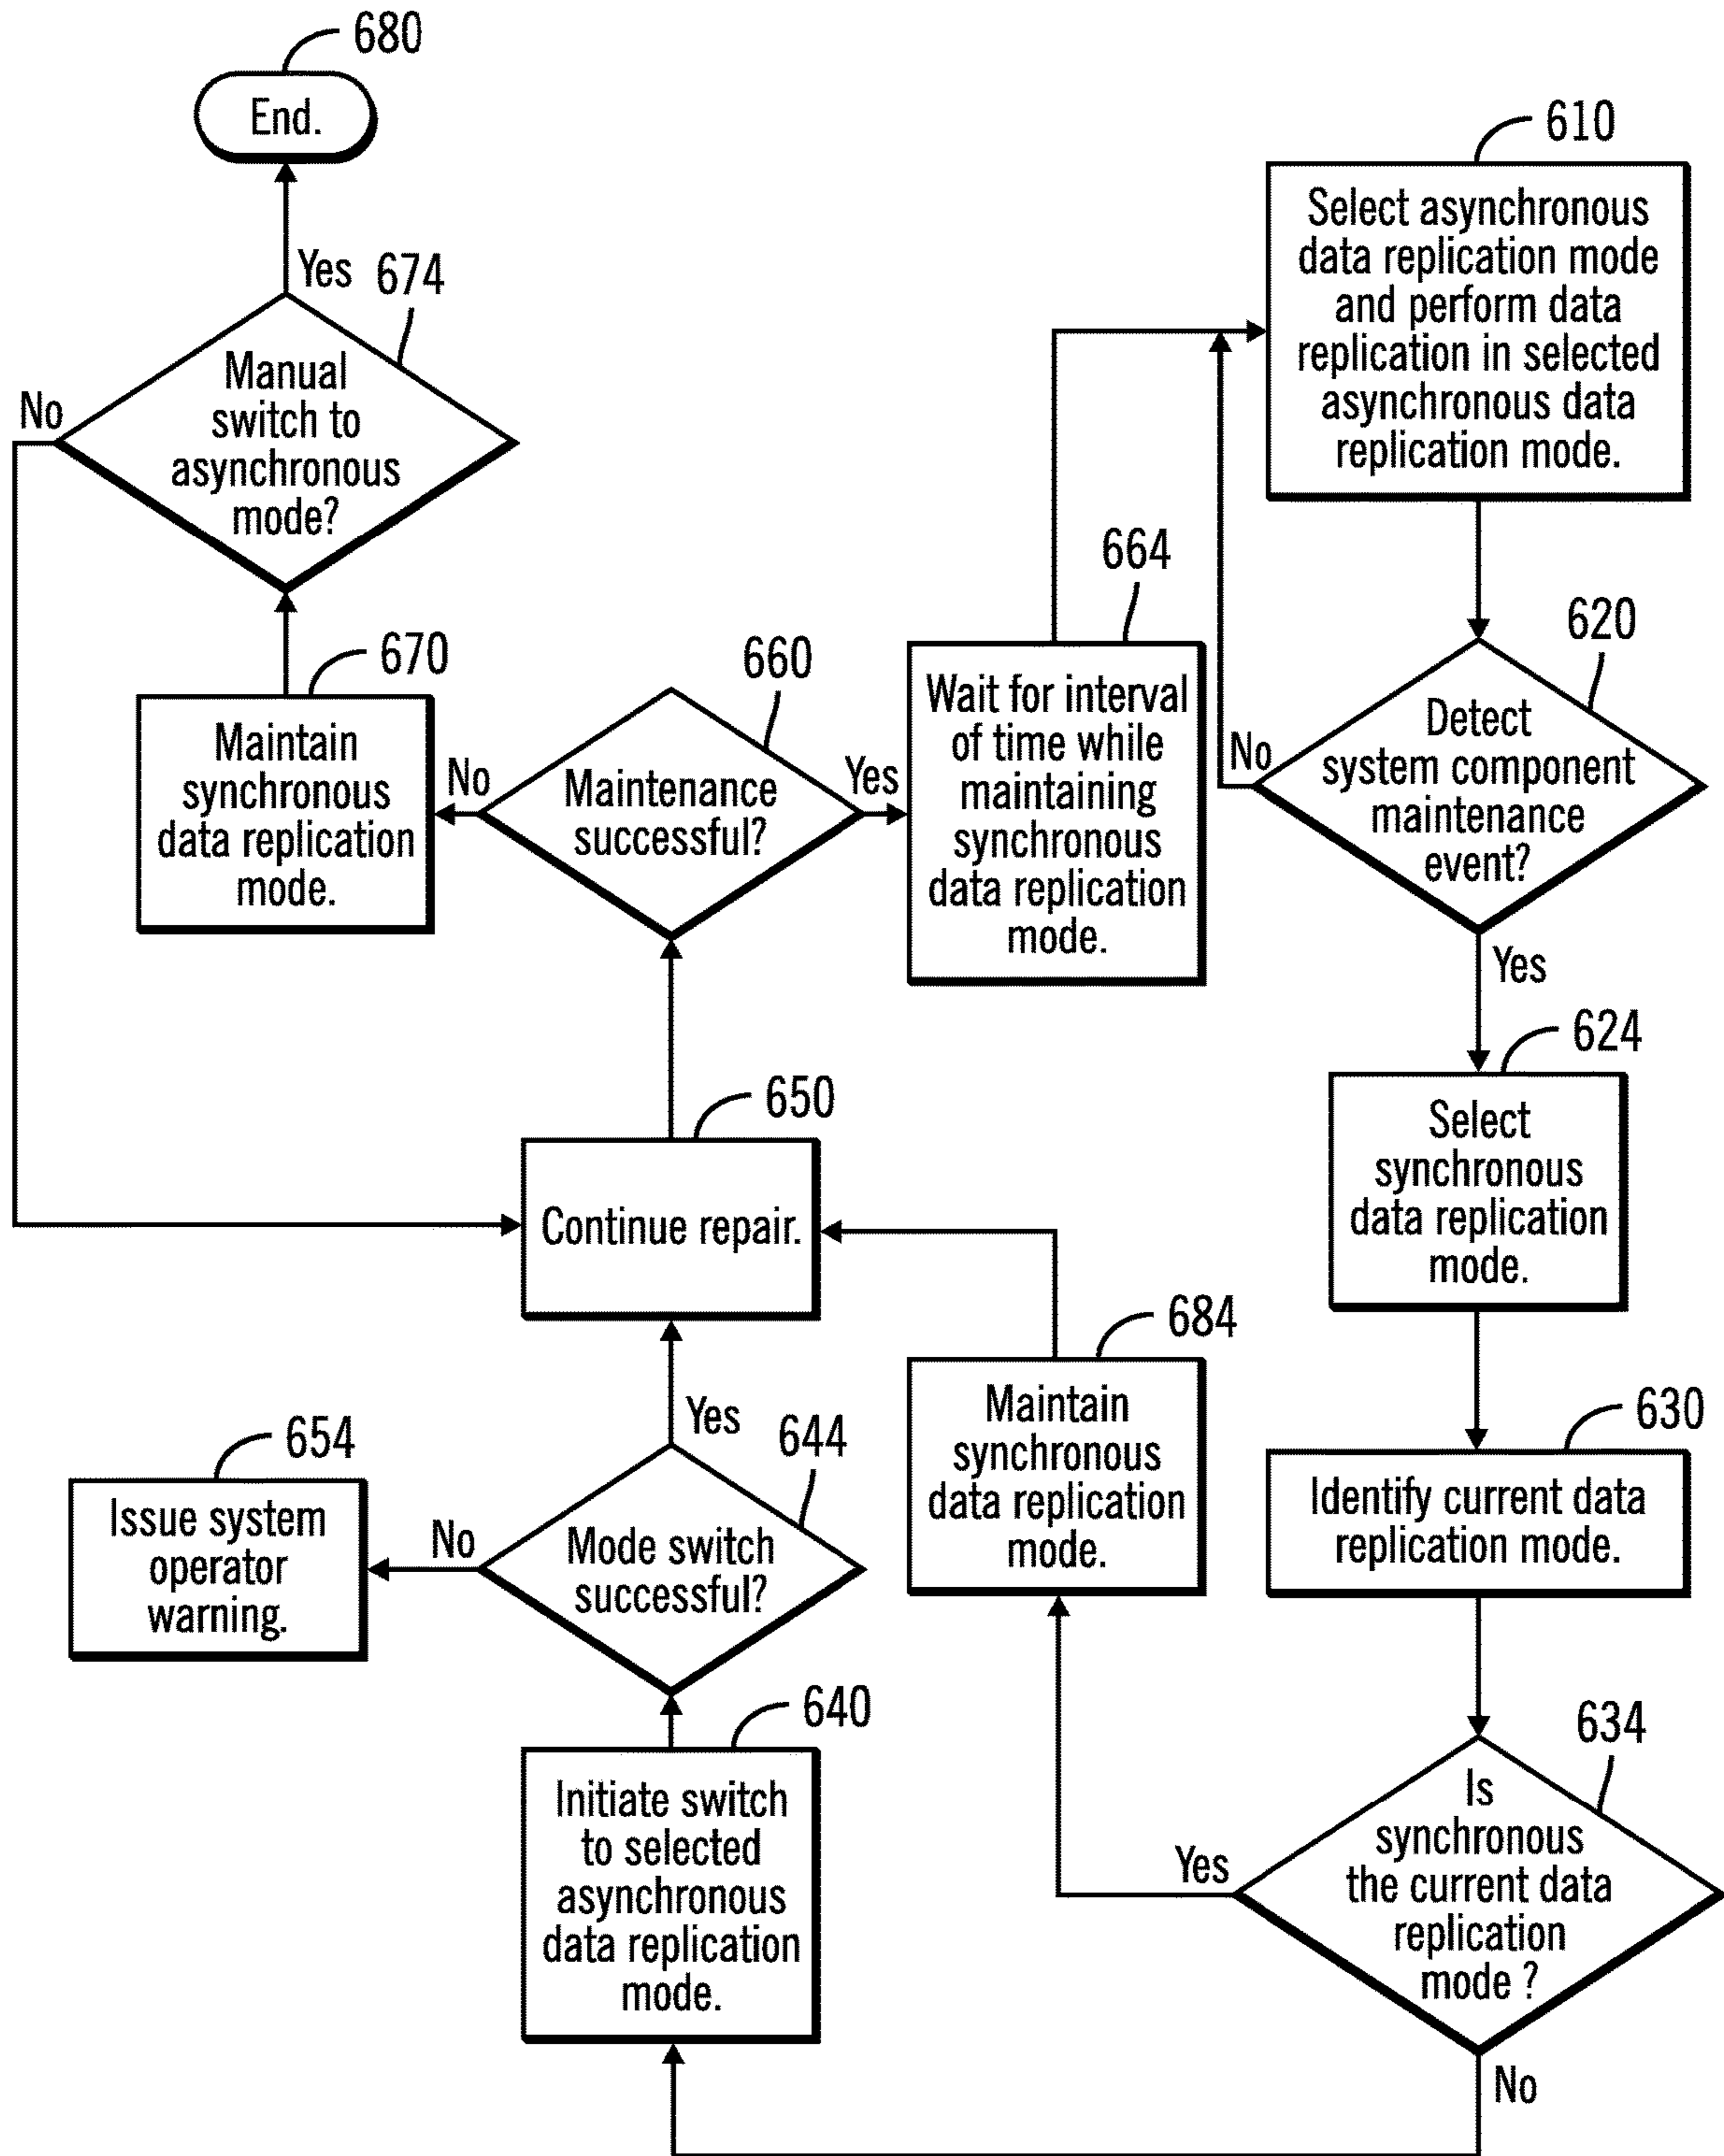 680
End.
Yes
674
Manual
switch to
asynchronous
mode?
No
670
Maintain
synchronous
data replication
mode.
No
660
Maintenance
successful?
Yes
664
Wait for interval
of time while
maintaining
synchronous
data replication
mode.
610
Select asynchronous
data replication mode
and perform data
replication in selected
asynchronous data
replication mode.
620
Detect
system component
maintenance
event?
No
Yes
624
Select
synchronous
data replication
mode.
630
Identify current data
replication mode.
634
Is
synchronous
the current data
replication
mode ?
Yes
No
684
Maintain
synchronous
data replication
mode.
650
Continue repair.
Yes
644
Mode switch
successful?
No
654
Issue system
operator
warning.
640
Initiate switch
to selected
asynchronous
data replication
mode.